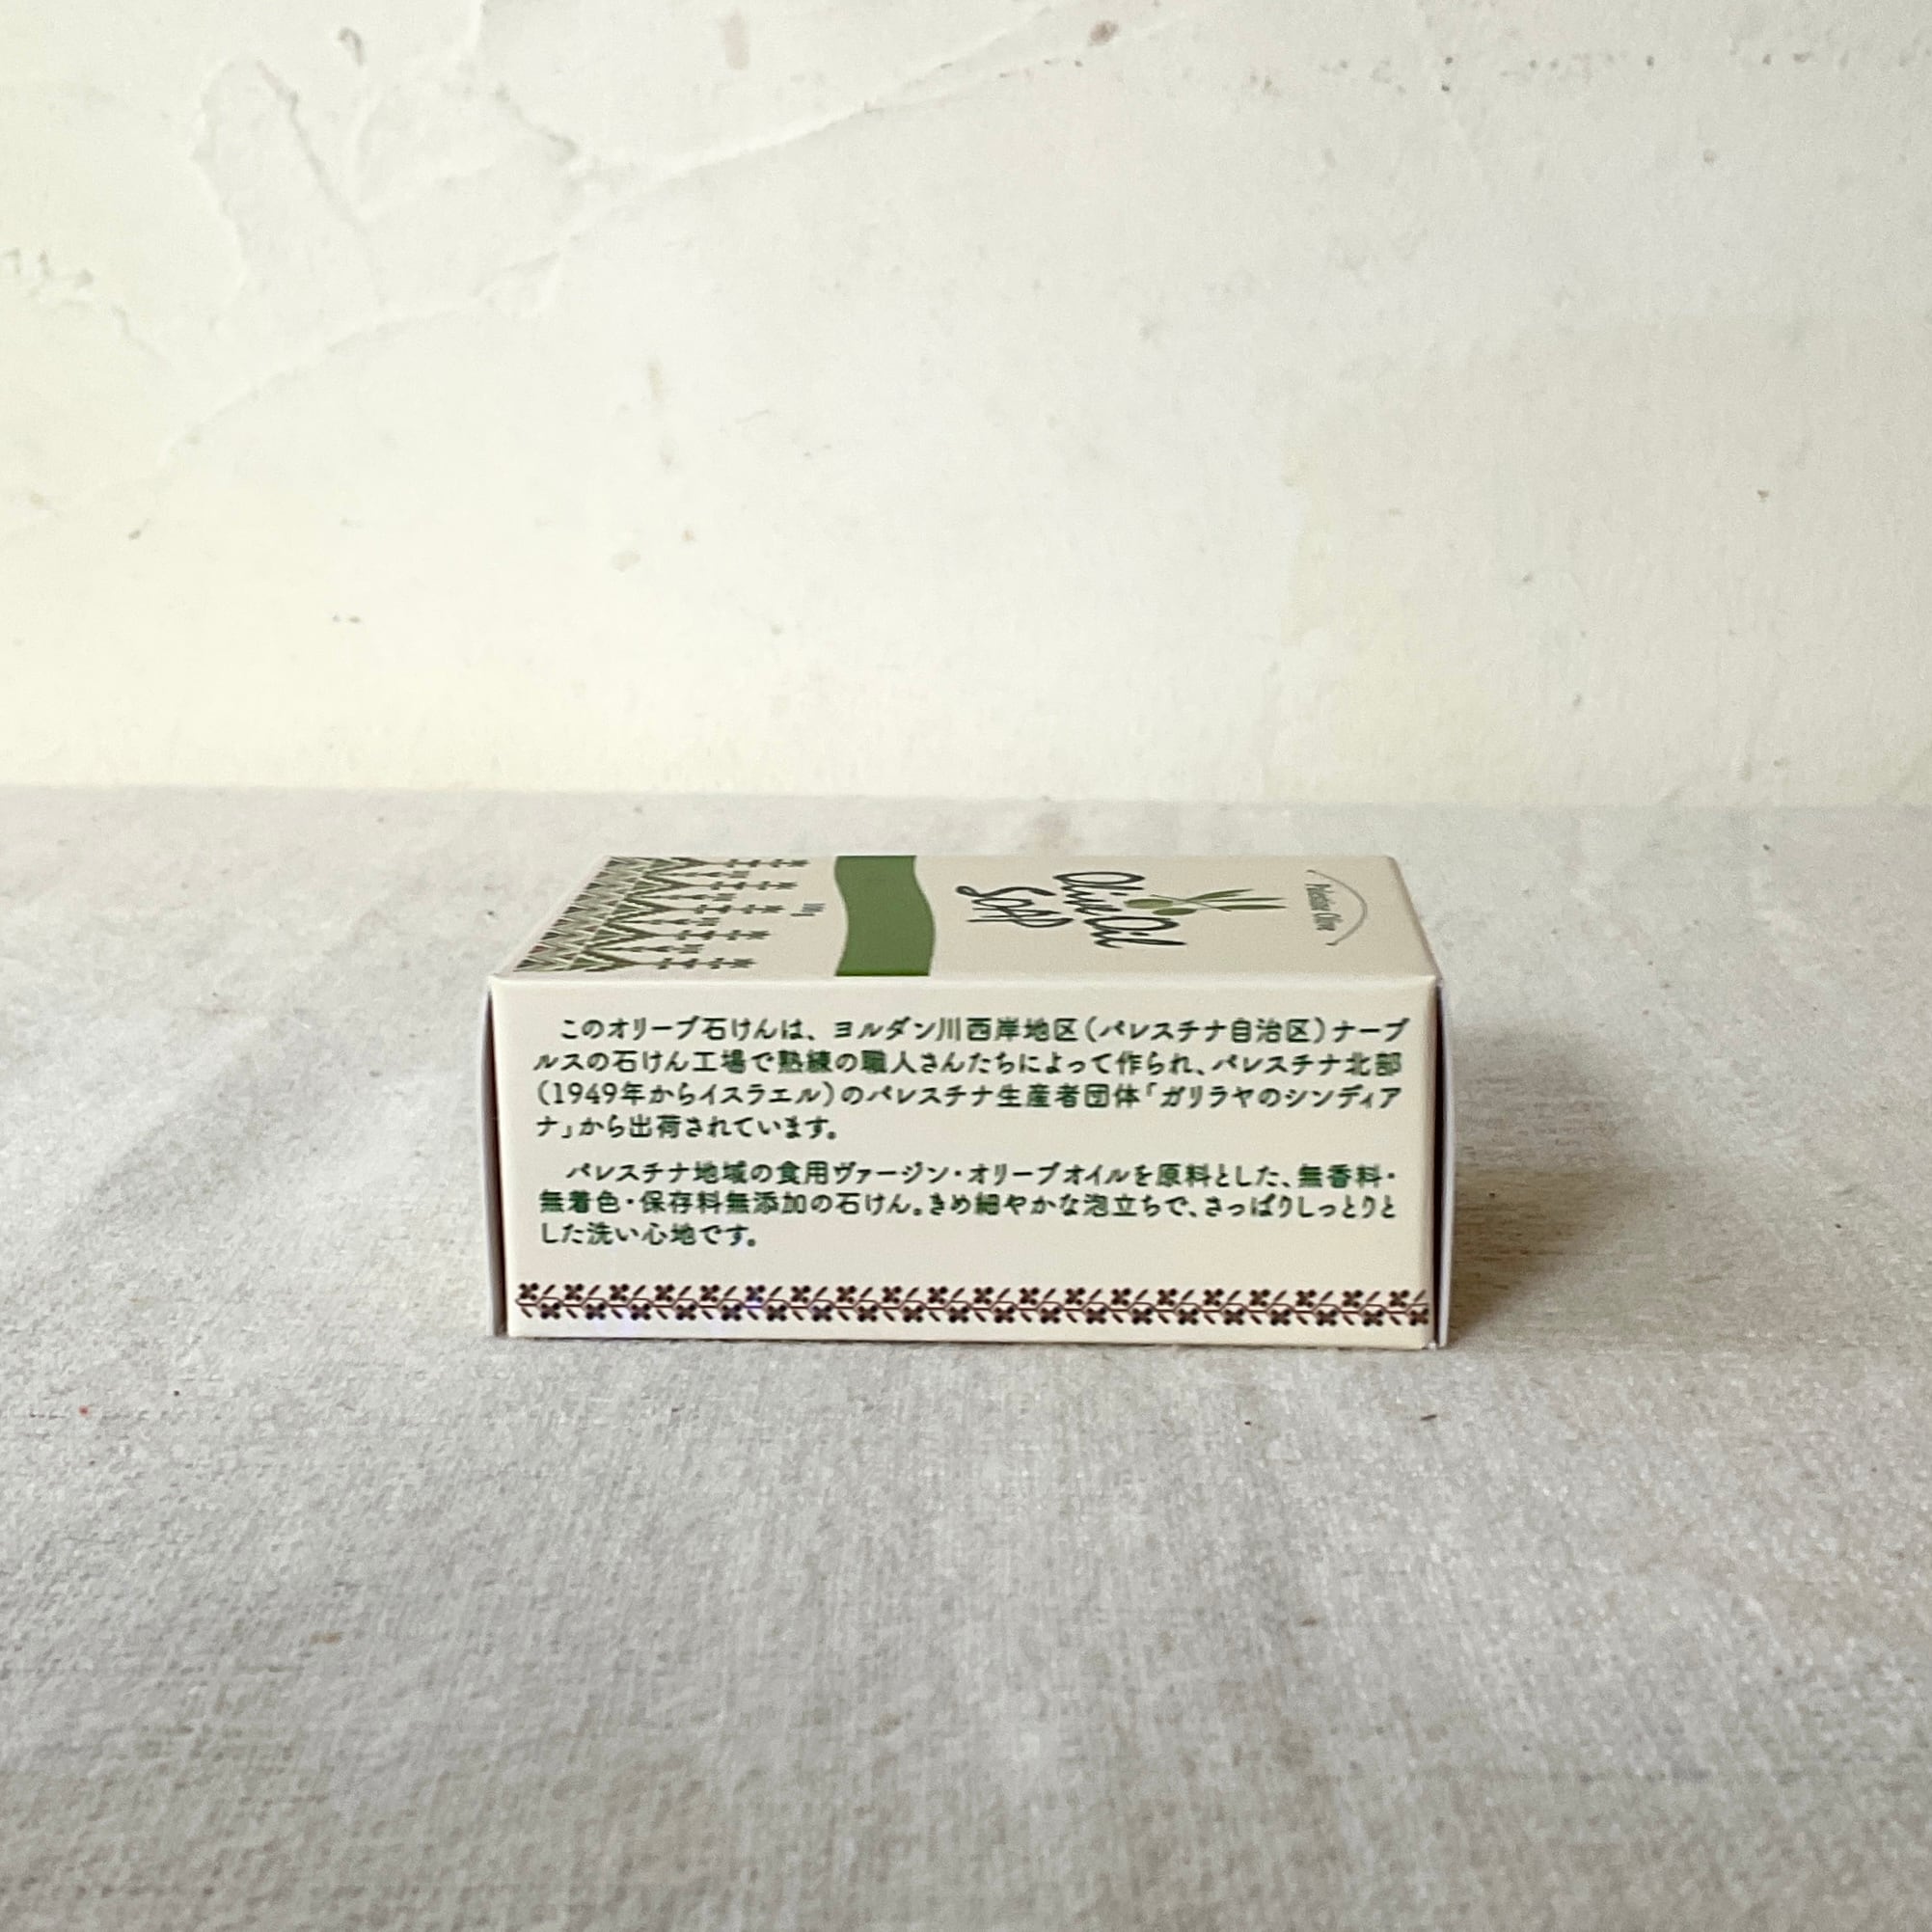 Palestine Olive
Olive Oil
SOAP
100g
このオリーブ石けんは、ヨルダン川西岸地区(パレスチナ自治区)ナーブ
ルスの石けん工場で熟練の職人さんたちによって作られ、パレスチナ北部
(1949年からイスラエル)のパレスチナ生産者団体「ガリラヤのシンディア
ナ」から出荷されています。
パレスチナ地域の食用ヴァージン・オリーブオイルを原料とした、無香料・
無着色・保存料無添加の石けん。きめ細やかな泡立ちで、さっぱりしっとりと
した洗い心地です。